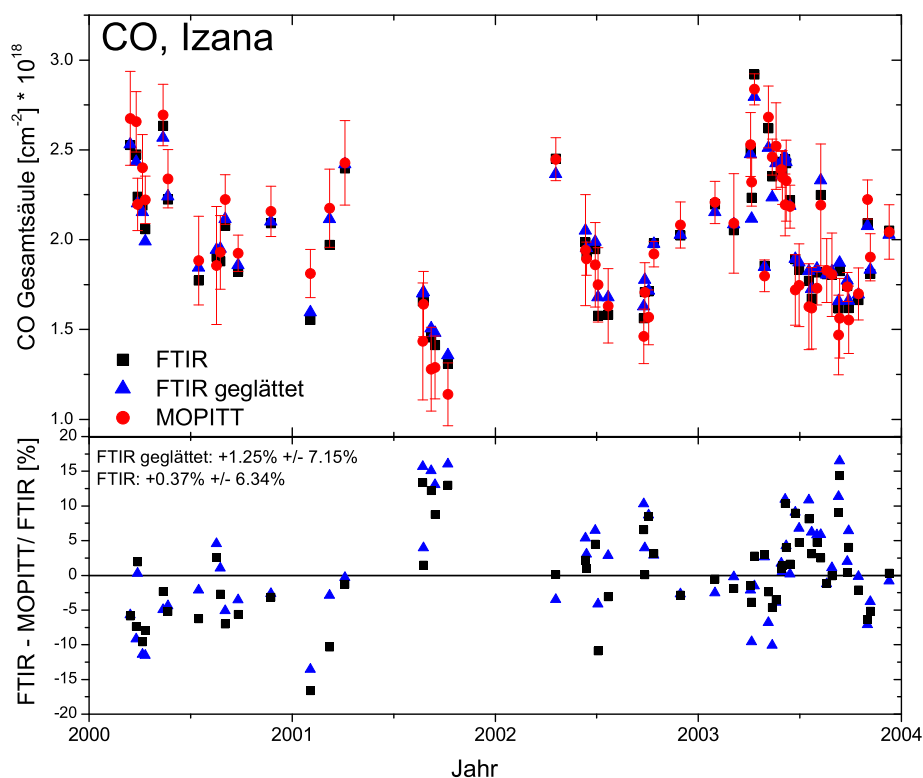 CO, Izana
CO Gesamtsäule [cm⁻²] * 10¹⁸
3.0
2.5
2.0
1.5
1.0
FTIR
FTIR geglättet
MOPITT
FTIR - MOPITT/ FTIR [%]
20
15
10
5
0
-5
-10
-15
-20
FTIR geglättet: +1.25% +/- 7.15%
FTIR: +0.37% +/- 6.34%
2000 2001 2002 2003 2004
Jahr